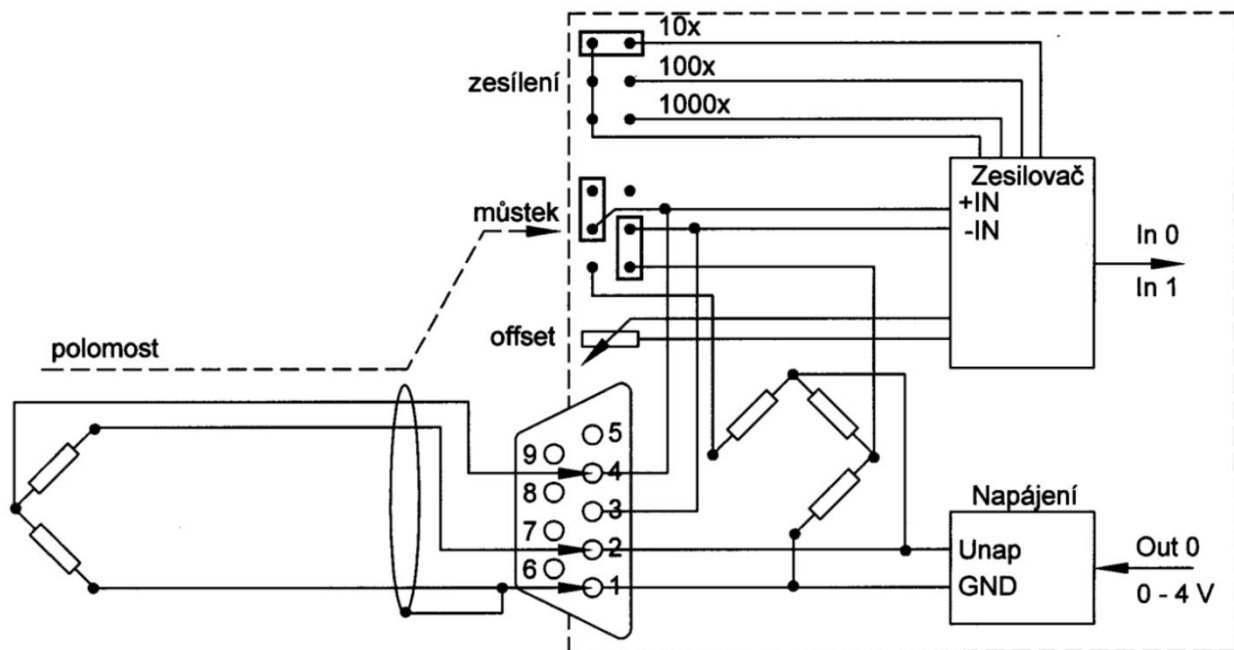 10x
zesílení
100x
1000x
Zesilovač
+IN
-IN
můstek
In 0
In 1
offset
polomost
5
9
4
8
3
7
2
6
1
Napájení
Unap
GND
Out 0
0 - 4 V